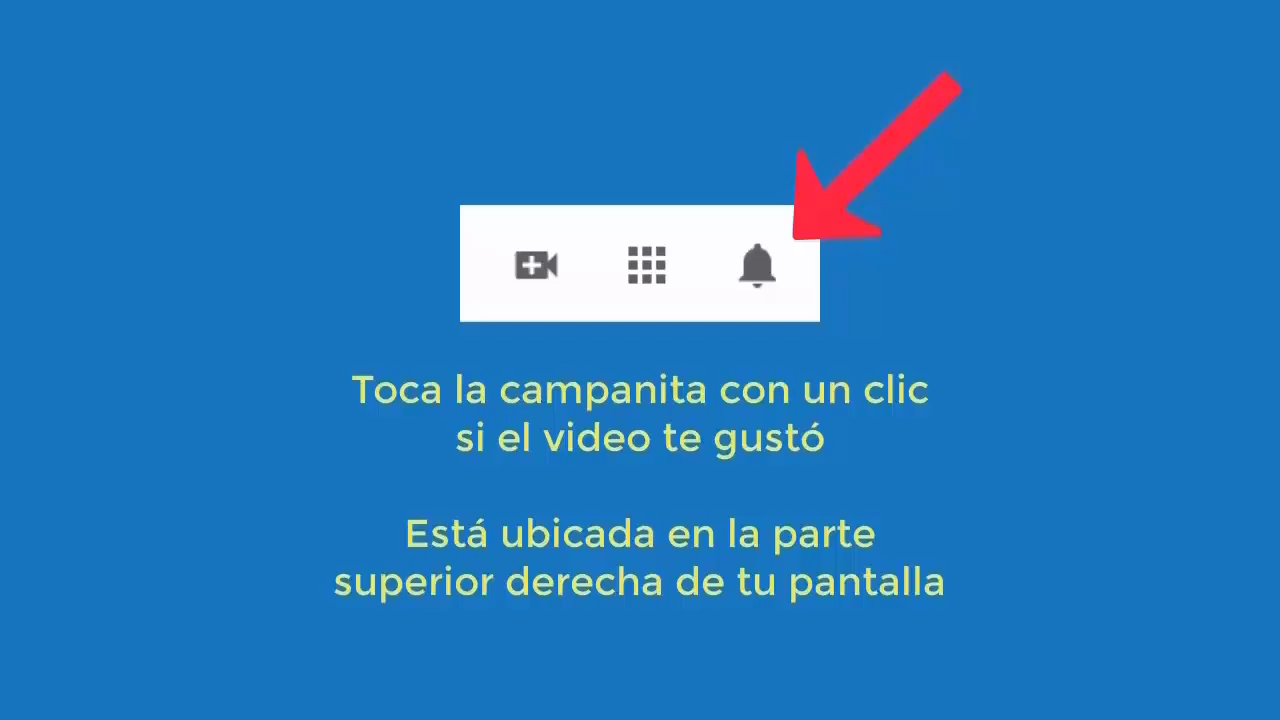 Toca la campanita con un clic
si el video te gustó
Está ubicada en la parte
superior derecha de tu pantalla